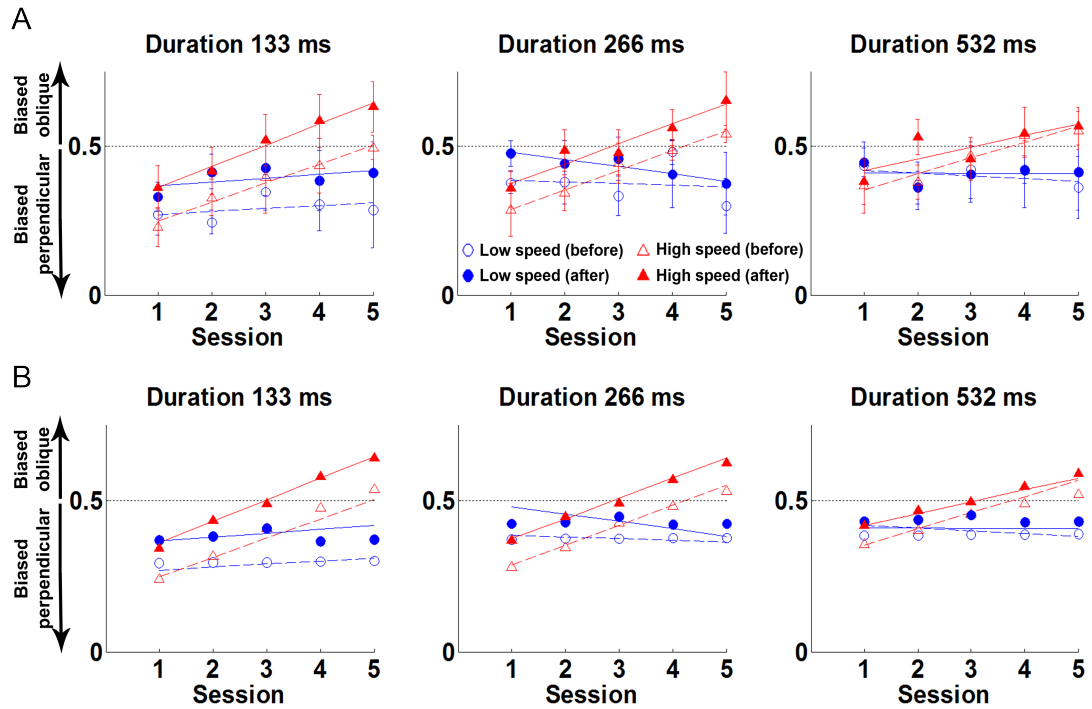 A
Duration 133 ms
Duration 266 ms
Duration 532 ms
Biased
oblique
Biased
perpendicular
0.5
0
0.5
0
0.5
0
Low speed (before)
High speed (before)
Low speed (after)
High speed (after)
1 2 3 4 5
1 2 3 4 5
1 2 3 4 5
Session
Session
Session
B
Duration 133 ms
Duration 266 ms
Duration 532 ms
Biased
oblique
Biased
perpendicular
0.5
0
0.5
0
0.5
0
1 2 3 4 5
1 2 3 4 5
1 2 3 4 5
Session
Session
Session